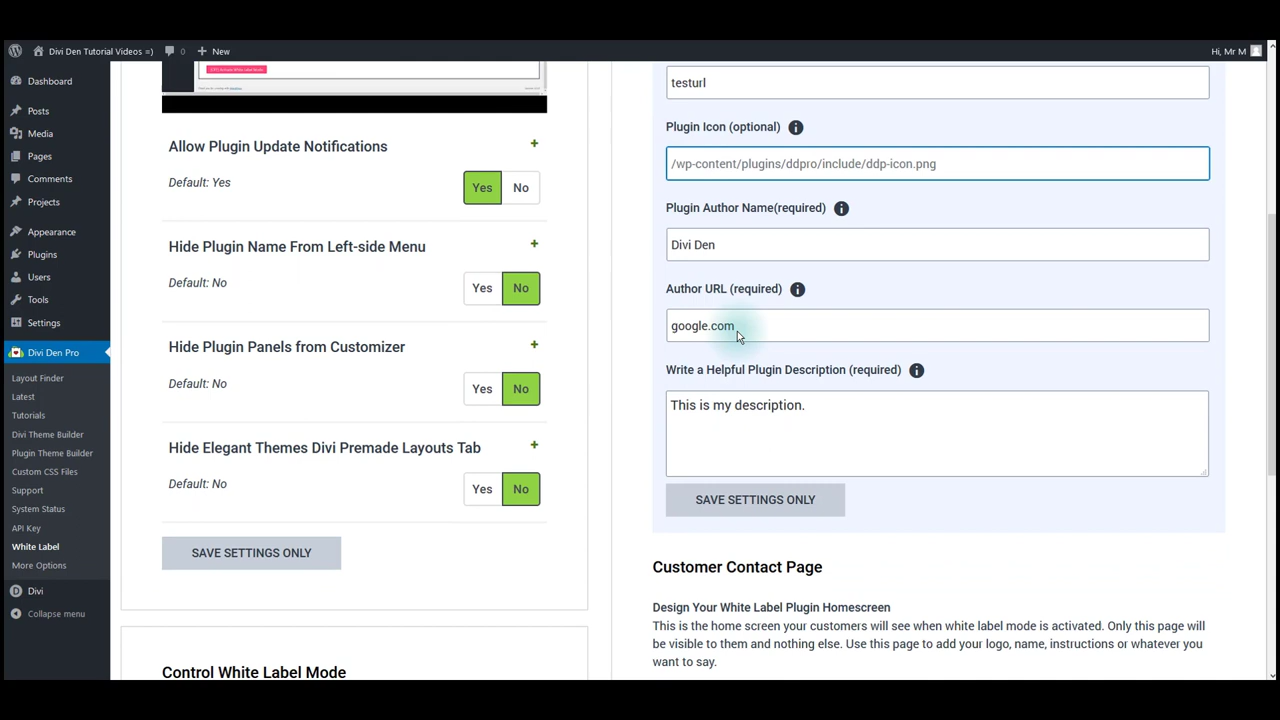 Divi Den Tutorial Videos =)
0
New
Hi, Mr M
Dashboard
Posts
Media
Pages
Comments
Projects
Appearance
Plugins
Users
Tools
Settings
Divi Den Pro
Layout Finder
Latest
Tutorials
Divi Theme Builder
Plugin Theme Builder
Custom CSS Files
Support
System Status
API Key
White Label
More Options
Divi
Collapse menu
Allow Plugin Update Notifications
+
Default: Yes
Yes
No
Hide Plugin Name From Left-side Menu
+
Default: No
Yes
No
Hide Plugin Panels from Customizer
+
Default: No
Yes
No
Hide Elegant Themes Divi Premade Layouts Tab
+
Default: No
Yes
No
SAVE SETTINGS ONLY
Control White Label Mode
testurl
Plugin Icon (optional)
/wp-content/plugins/ddpro/include/ddp-icon.png
Plugin Author Name(required)
Divi Den
Author URL (required)
google.com
Write a Helpful Plugin Description (required)
This is my description.
SAVE SETTINGS ONLY
Customer Contact Page
Design Your White Label Plugin Homescreen
This is the home screen your customers will see when white label mode is activated. Only this page will
be visible to them and nothing else. Use this page to add your logo, name, instructions or whatever you
want to say.